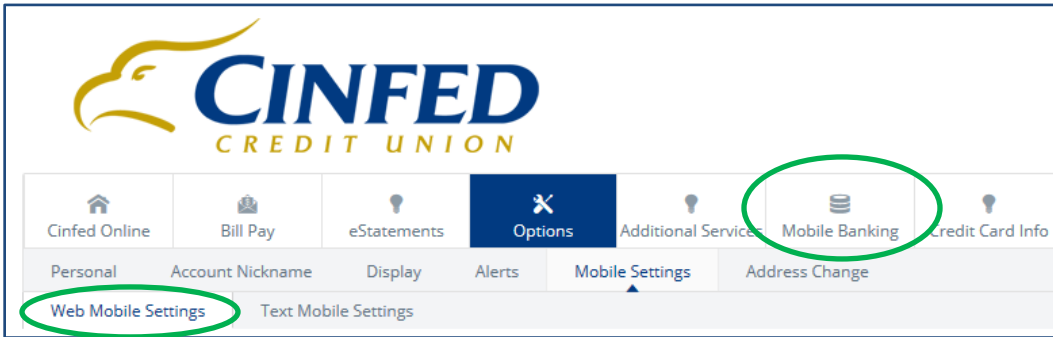 CINFED
CREDIT UNION
Cinfed Online Bill Pay eStatements Options Additional Services Mobile Banking Credit Card Info
Personal Account Nickname Display Alerts Mobile Settings Address Change
Web Mobile Settings Text Mobile Settings